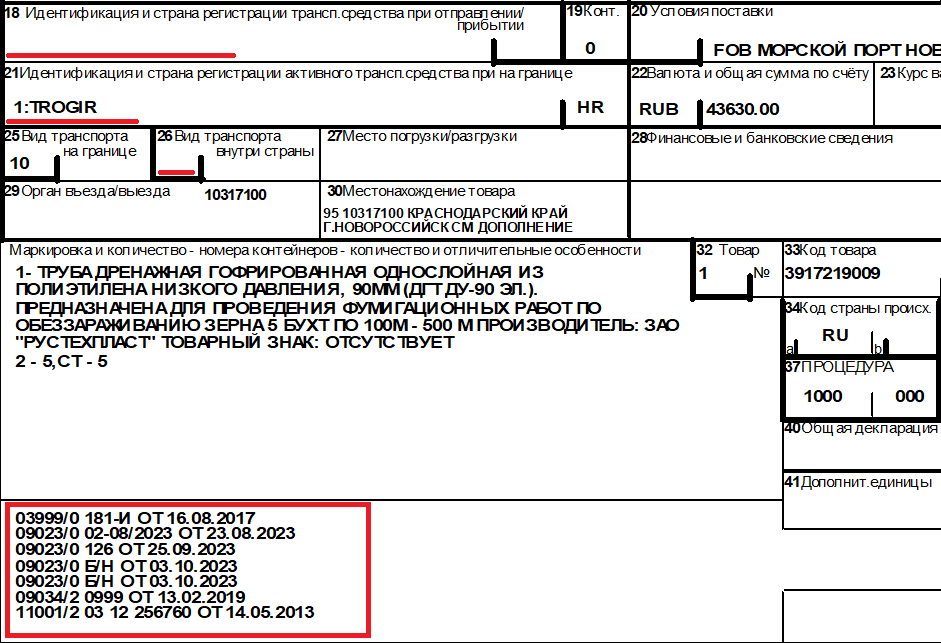 18 Идентификация и страна регистрации трансп.средства при отправлении/
прибытии
19 Конт.
0
20 Условия поставки
FOB МОРСКОЙ ПОРТ НОВ
21 Идентификация и страна регистрации активного трансп.средства при на границе
1:TROGIR
HR
22 Валюта и общая сумма по счёту
RUB 43630.00
23 Курс ва
25 Вид транспорта
на границе
10
26 Вид транспорта
внутри страны
27 Место погрузки/разгрузки
28 Финансовые и банковские сведения
29 Орган въезда/выезда
10317100
30 Местонахождение товара
95 10317100 КРАСНОДАРСКИЙ КРАЙ
Г.НОВОРОССИЙСК СМ ДОПОЛНЕНИЕ
Маркировка и количество - номера контейнеров - количество и отличительные особенности
1- ТРУБА ДРЕНАЖНАЯ ГОФРИРОВАННАЯ ОДНОСЛОЙНАЯ ИЗ
ПОЛИЭТИЛЕНА НИЗКОГО ДАВЛЕНИЯ, 90ММ (ДГТ ДУ-90 ЭЛ.).
ПРЕДНАЗНАЧЕНА ДЛЯ ПРОВЕДЕНИЯ ФУМИГАЦИОННЫХ РАБОТ ПО
ОБЕЗЗАРАЖИВАНИЮ ЗЕРНА 5 БУХТ ПО 100М - 500 М ПРОИЗВОДИТЕЛЬ: ЗАО
"РУСТЕХПЛАСТ" ТОВАРНЫЙ ЗНАК: ОТСУТСТВУЕТ
2 - 5,СТ - 5
32 Товар
1 №
33 Код товара
3917219009
34 Код страны происх.
a RU b
37 ПРОЦЕДУРА
1000 000
40 Общая декларация
41 Дополнит.единицы
03999/0 181-И ОТ 16.08.2017
09023/0 02-08/2023 ОТ 23.08.2023
09023/0 126 ОТ 25.09.2023
09023/0 Б/Н ОТ 03.10.2023
09023/0 Б/Н ОТ 03.10.2023
09034/2 0999 ОТ 13.02.2019
11001/2 03 12 256760 ОТ 14.05.2013